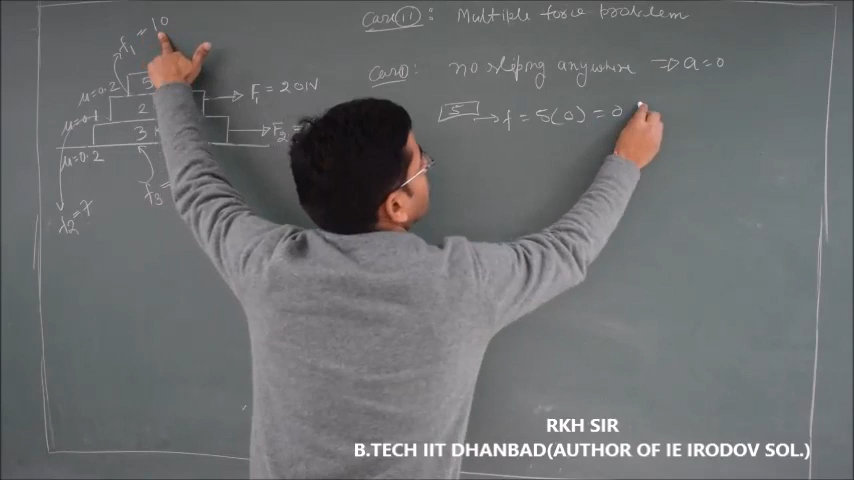 Case (ii) : Multiple force problem
Case : no sliping anywhere ⇒ a = 0
5 → f = 5(0) = 0
f1 = 10
5
μ=0.2
F1 = 20N
2
μ=0.1
F2 =
3
μ=0.2
f3 =
f2 = 7
RKH SIR
B.TECH IIT DHANBAD(AUTHOR OF IE IRODOV SOL.)